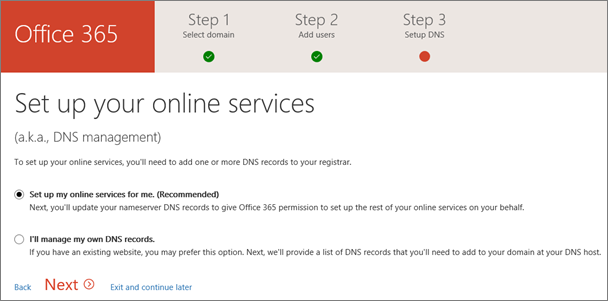 Office 365
Step 1
Select domain
Step 2
Add users
Step 3
Setup DNS
Set up your online services
(a.k.a., DNS management)
To set up your online services, you'll need to add one or more DNS records to your registrar.
Set up my online services for me. (Recommended)
Next, you'll update your nameserver DNS records to give Office 365 permission to set up the rest of your online services on your behalf.
I'll manage my own DNS records.
If you have an existing website, you may prefer this option. Next, we'll provide a list of DNS records that you'll need to add to your domain at your DNS host.
Back
Next
Exit and continue later